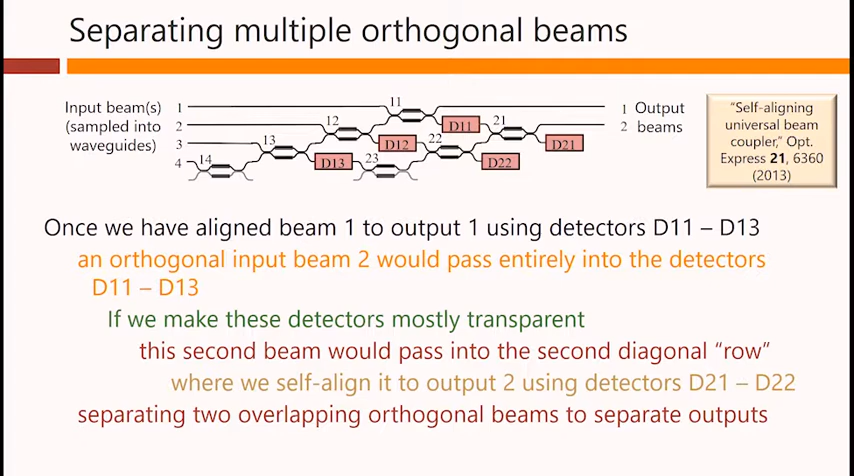 Separating multiple orthogonal beams
Input beam(s)
(sampled into
waveguides)
1
2
3
4
11
12
13
14
D11
D12
D13
21
22
23
D21
D22
1 Output
2 beams
"Self-aligning
universal beam
coupler," Opt.
Express 21, 6360
(2013)
Once we have aligned beam 1 to output 1 using detectors D11 – D13
an orthogonal input beam 2 would pass entirely into the detectors
D11 – D13
If we make these detectors mostly transparent
this second beam would pass into the second diagonal "row"
where we self-align it to output 2 using detectors D21 – D22
separating two overlapping orthogonal beams to separate outputs